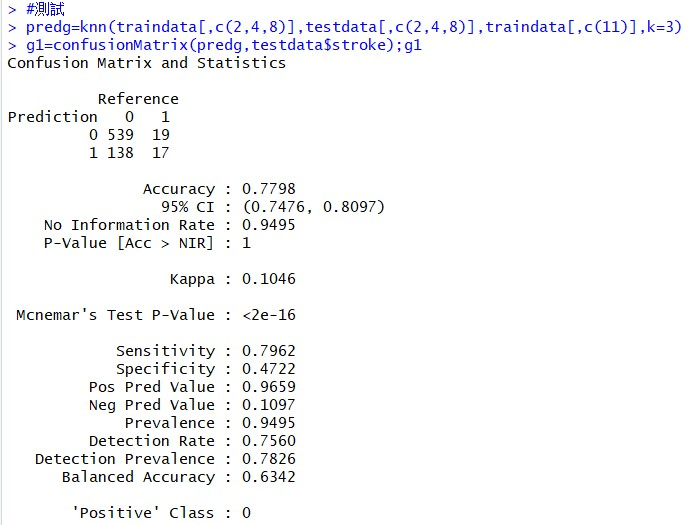 > #測試
> predg=knn(traindata[,c(2,4,8)],testdata[,c(2,4,8)],traindata[,c(11)],k=3)
> g1=confusionMatrix(predg,testdata$stroke);g1
Confusion Matrix and Statistics
Reference
Prediction 0 1
0 539 19
1 138 17
Accuracy : 0.7798
95% CI : (0.7476, 0.8097)
No Information Rate : 0.9495
P-Value [Acc > NIR] : 1
Kappa : 0.1046
Mcnemar's Test P-Value : <2e-16
Sensitivity : 0.7962
Specificity : 0.4722
Pos Pred Value : 0.9659
Neg Pred Value : 0.1097
Prevalence : 0.9495
Detection Rate : 0.7560
Detection Prevalence : 0.7826
Balanced Accuracy : 0.6342
'Positive' Class : 0